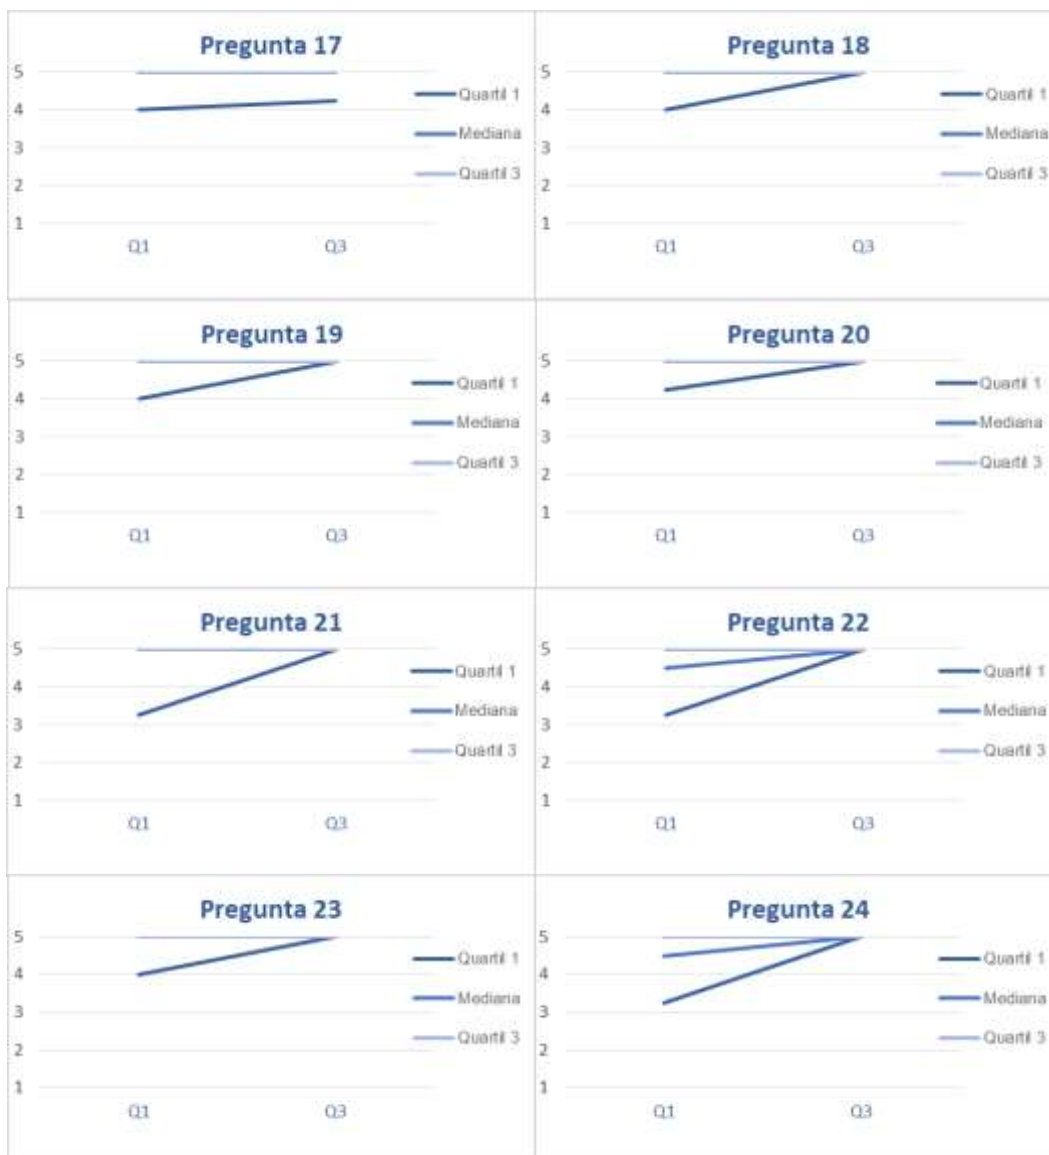 Pregunta 17
5
4
3
2
1
Q1 Q3
Quartil 1
Mediana
Quartil 3
Pregunta 18
5
4
3
2
1
Q1 Q3
Quartil 1
Mediana
Quartil 3
Pregunta 19
5
4
3
2
1
Q1 Q3
Quartil 1
Mediana
Quartil 3
Pregunta 20
5
4
3
2
1
Q1 Q3
Quartil 1
Mediana
Quartil 3
Pregunta 21
5
4
3
2
1
Q1 Q3
Quartil 1
Mediana
Quartil 3
Pregunta 22
5
4
3
2
1
Q1 Q3
Quartil 1
Mediana
Quartil 3
Pregunta 23
5
4
3
2
1
Q1 Q3
Quartil 1
Mediana
Quartil 3
Pregunta 24
5
4
3
2
1
Q1 Q3
Quartil 1
Mediana
Quartil 3